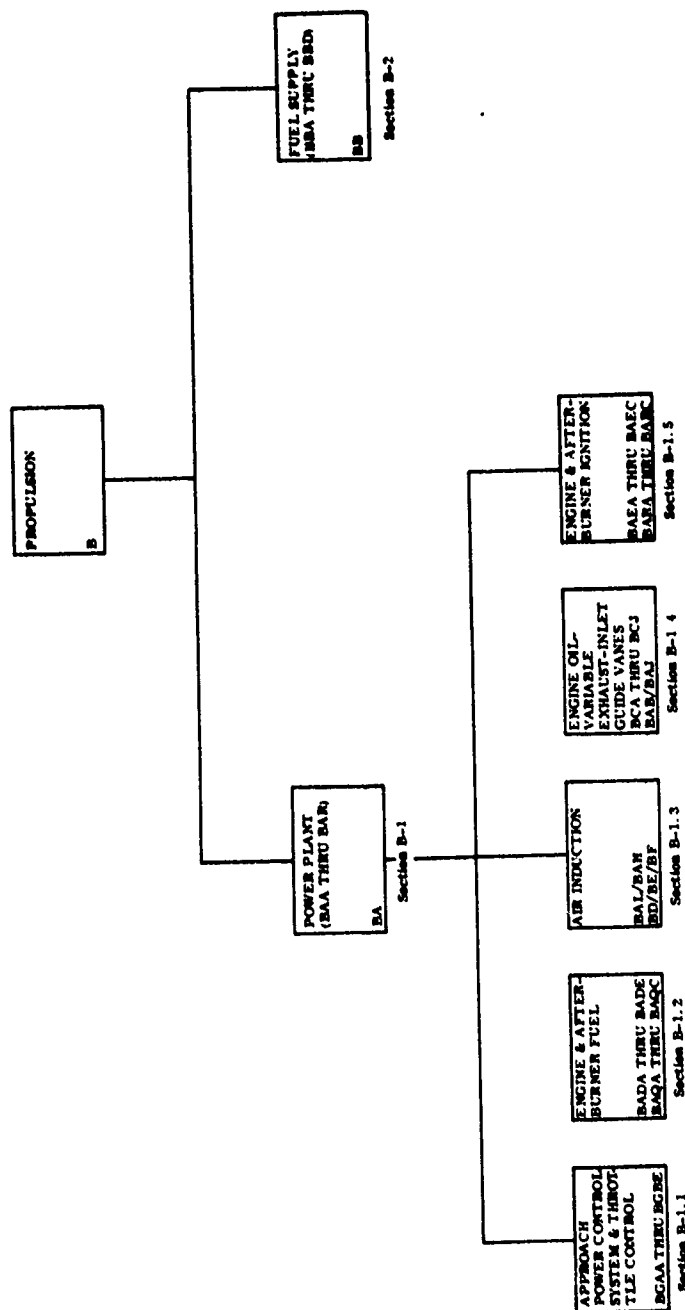 PROPULSION
B
POWER PLANT
(BAA THRU BAR)
BA
Section B-1
FUEL SUPPLY
(BBA THRU BBD)
BB
Section B-2
APPROACH
POWER CONTROL
SYSTEM & THROT-
TLE CONTROL
BGAA THRU BGBE
Section B-1.1
ENGINE & AFTER-
BURNER FUEL
BADA THRU BADE
BAQA THRU BAQC
Section B-1.2
AIR INDUCTION
BAL/BAM
BD/BE/BF
Section B-1.3
ENGINE OIL-
VARIABLE
EXHAUST-INLET
GUIDE VANES
BCA THRU BCJ
BAB/BAJ
Section B-1 4
ENGINE & AFTER-
BURNER IGNITION
BAEA THRU BAEC
BARA THRU BARC
Section B-1.5